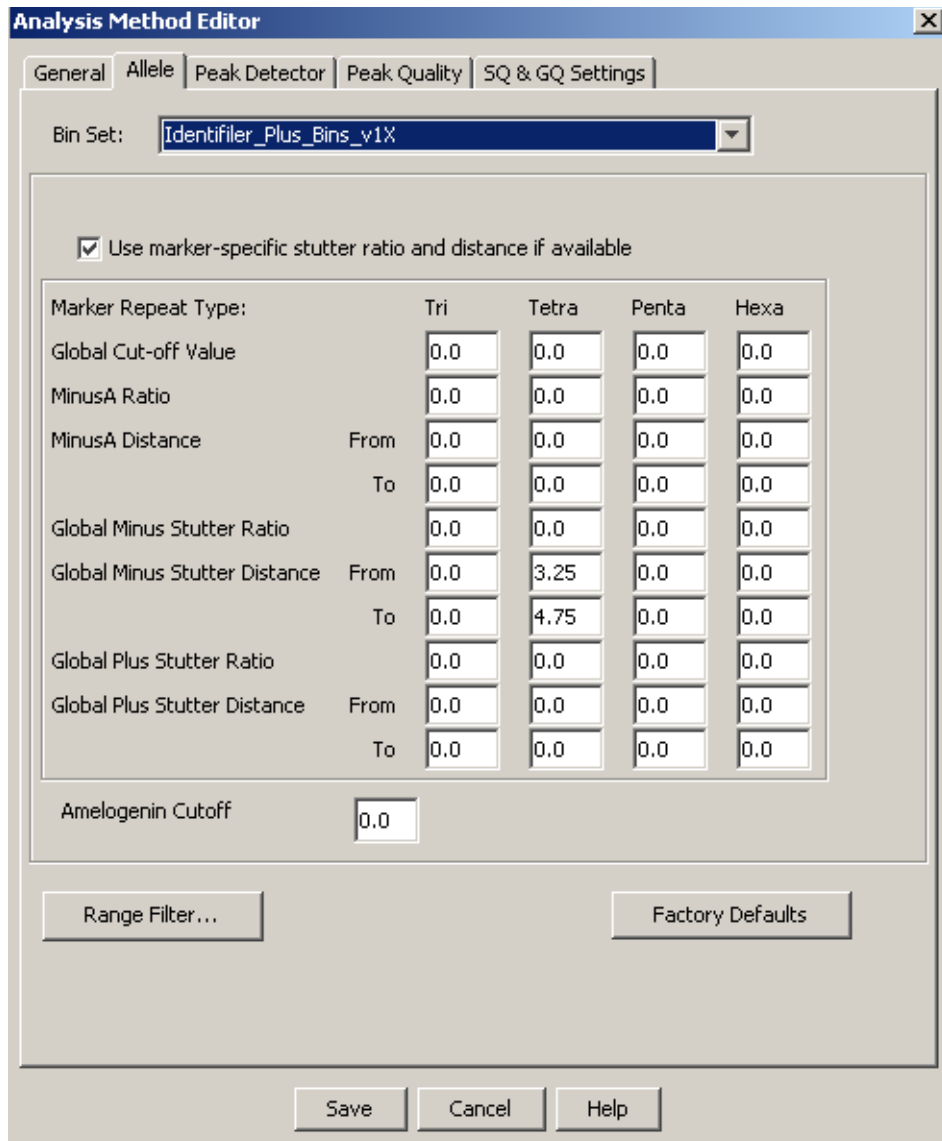 Analysis Method Editor
General Allele Peak Detector Peak Quality SQ & GQ Settings
Bin Set: Identifiler_Plus_Bins_v1X
Use marker-specific stutter ratio and distance if available
Marker Repeat Type: Tri Tetra Penta Hexa
Global Cut-off Value 0.0 0.0 0.0 0.0
MinusA Ratio 0.0 0.0 0.0 0.0
MinusA Distance From 0.0 0.0 0.0 0.0
To 0.0 0.0 0.0 0.0
Global Minus Stutter Ratio 0.0 0.0 0.0 0.0
Global Minus Stutter Distance From 0.0 3.25 0.0 0.0
To 0.0 4.75 0.0 0.0
Global Plus Stutter Ratio 0.0 0.0 0.0 0.0
Global Plus Stutter Distance From 0.0 0.0 0.0 0.0
To 0.0 0.0 0.0 0.0
Amelogenin Cutoff 0.0
Range Filter... Factory Defaults
Save Cancel Help